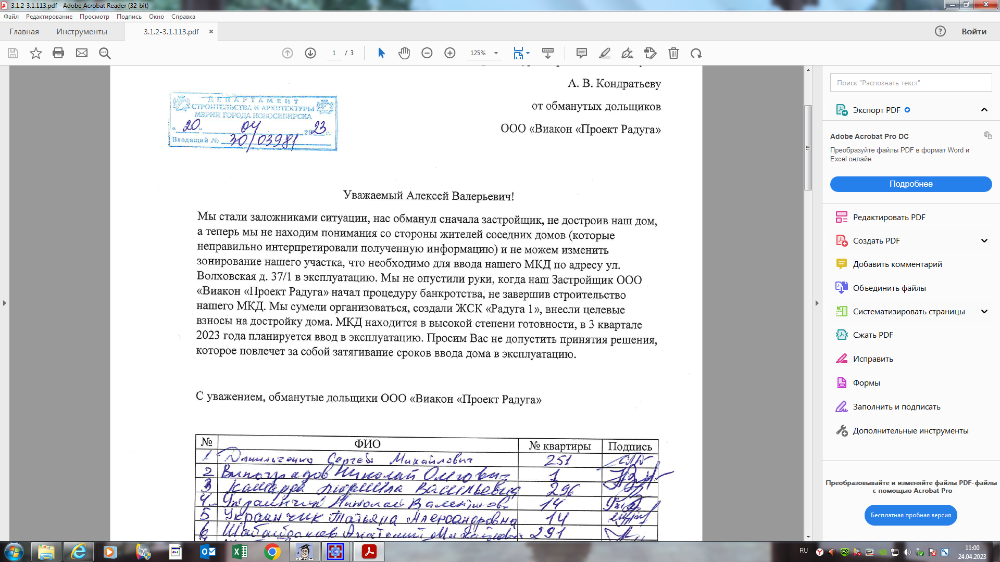 3.1.2-3.1.113.pdf - Adobe Acrobat Reader (32-bit)
Файл Редактирование Просмотр Подпись Окно Справка
Главная Инструменты 3.1.2-3.1.113.pdf × Войти
1 / 3 125%
А. В. Кондратьеву
от обманутых дольщиков
ООО «Виакон «Проект Радуга»
ДЕПАРТАМЕНТ
СТРОИТЕЛЬСТВА И АРХИТЕКТУРЫ
МЭРИИ ГОРОДА НОВОСИБИРСКА
"20" 04 2023 г.
Входящий № 30/03981
Уважаемый Алексей Валерьевич!
Мы стали заложниками ситуации, нас обманул сначала застройщик, не достроив наш дом,
а теперь мы не находим понимания со стороны жителей соседних домов (которые
неправильно интерпретировали полученную информацию) и не можем изменить
зонирование нашего участка, что необходимо для ввода нашего МКД по адресу ул.
Волховская д. 37/1 в эксплуатацию. Мы не опустили руки, когда наш Застройщик ООО
«Виакон «Проект Радуга» начал процедуру банкротства, не завершив строительство
нашего МКД. Мы сумели организоваться, создали ЖСК «Радуга 1», внесли целевые
взносы на достройку дома. МКД находится в высокой степени готовности, в 3 квартале
2023 года планируется ввод в эксплуатацию. Просим Вас не допустить принятия решения,
которое повлечет за собой затягивание сроков ввода дома в эксплуатацию.
С уважением, обманутые дольщики ООО «Виакон «Проект Радуга»
№ ФИО № квартиры Подпись
1 Сергей Михайлович 251
2 Виноградов Николай Олегович 1
3 Людмила Васильевна 296
4 Украинчик Николай 14
5 Украинчик Татьяна Александровна 14
6 Анатолий Михайлович 291
Поиск "Распознать текст"
Экспорт PDF
Adobe Acrobat Pro DC
Преобразуйте файлы PDF в формат Word и
Excel онлайн
Подробнее
Редактировать PDF
Создать PDF
Добавить комментарий
Объединить файлы
Систематизировать страницы
Сжать PDF
Исправить
Формы
Заполнить и подписать
Дополнительные инструменты
Преобразовывайте и изменяйте файлы PDF-файлы
с помощью Acrobat Pro
Бесплатная пробная версия
RU
11:00
24.04.2023